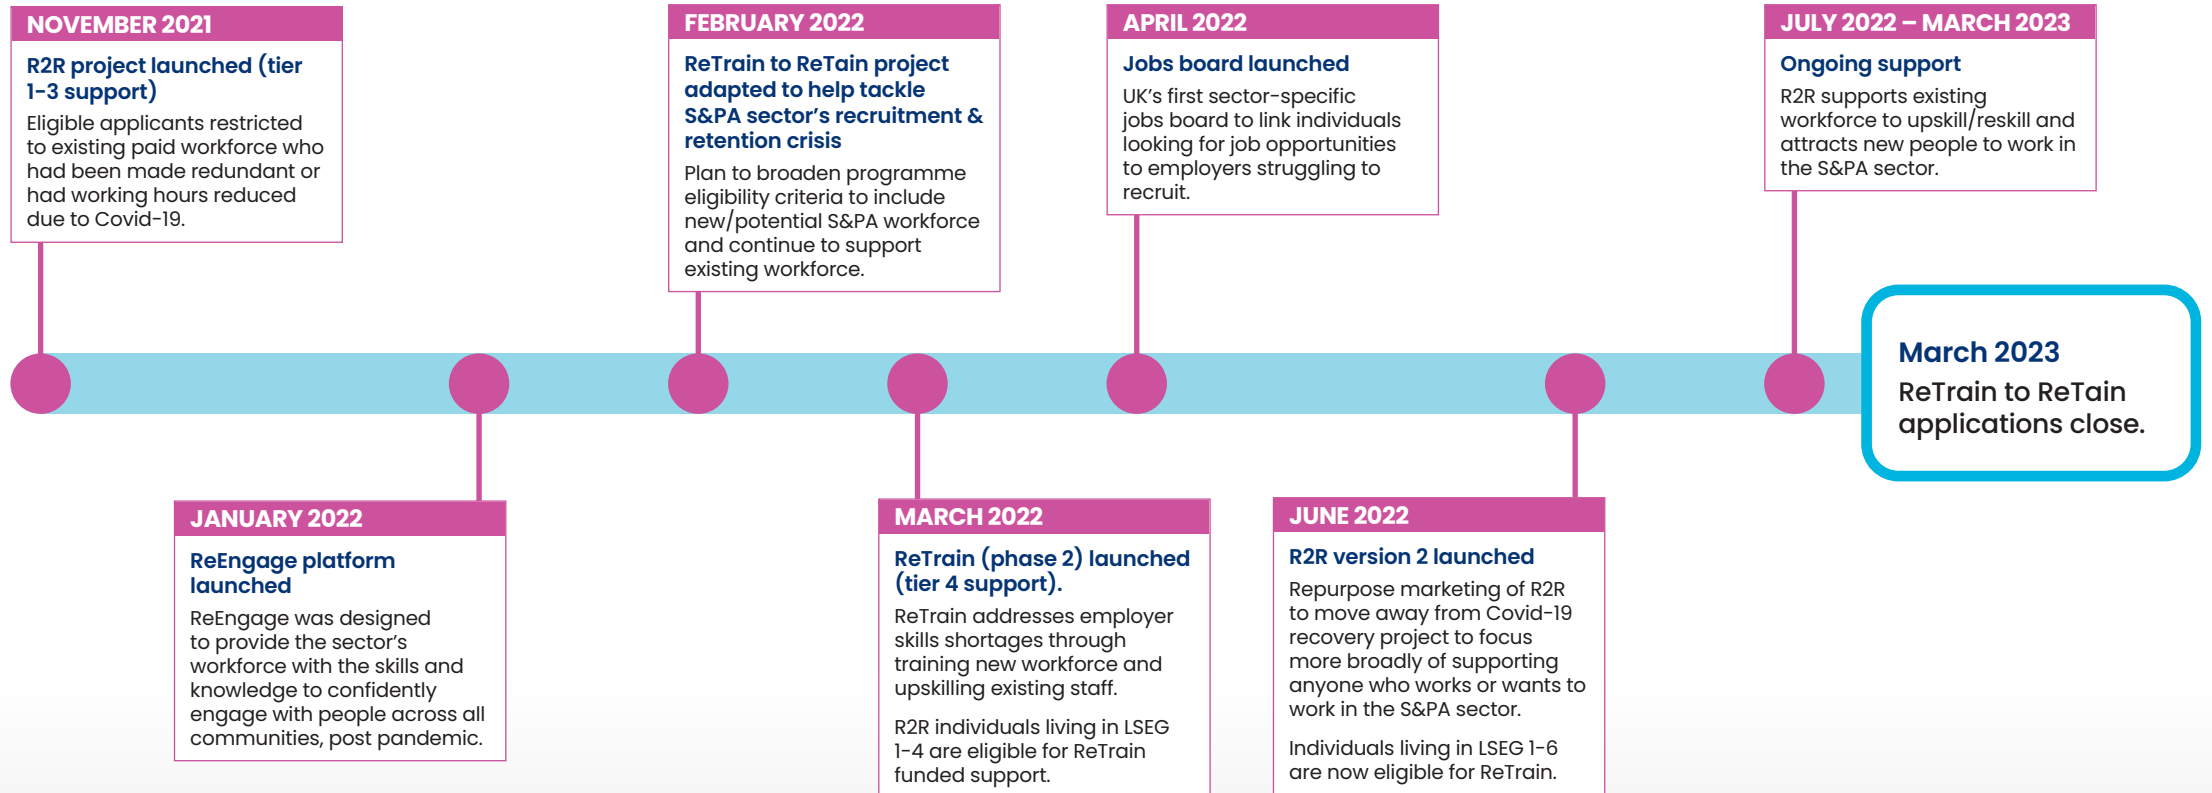 NOVEMBER 2021
R2R project launched (tier
1-3 support)
Eligible applicants restricted
to existing paid workforce who
had been made redundant or
had working hours reduced
due to Covid-19.
JANUARY 2022
ReEngage platform
launched
ReEngage was designed
to provide the sector's
workforce with the skills and
knowledge to confidently
engage with people across all
communities, post pandemic.
FEBRUARY 2022
ReTrain to ReTain project
adapted to help tackle
S&PA sector's recruitment &
retention crisis
Plan to broaden programme
eligibility criteria to include
new/potential S&PA workforce
and continue to support
existing workforce.
MARCH 2022
ReTrain (phase 2) launched
(tier 4 support).
ReTrain addresses employer
skills shortages through
training new workforce and
upskilling existing staff.
R2R individuals living in LSEG
1-4 are eligible for ReTrain
funded support.
APRIL 2022
Jobs board launched
UK's first sector-specific
jobs board to link individuals
looking for job opportunities
to employers struggling to
recruit.
JUNE 2022
R2R version 2 launched
Repurpose marketing of R2R
to move away from Covid-19
recovery project to focus
more broadly of supporting
anyone who works or wants to
work in the S&PA sector.
Individuals living in LSEG 1-6
are now eligible for ReTrain.
JULY 2022 – MARCH 2023
Ongoing support
R2R supports existing
workforce to upskill/reskill and
attracts new people to work in
the S&PA sector.
March 2023
ReTrain to ReTain
applications close.